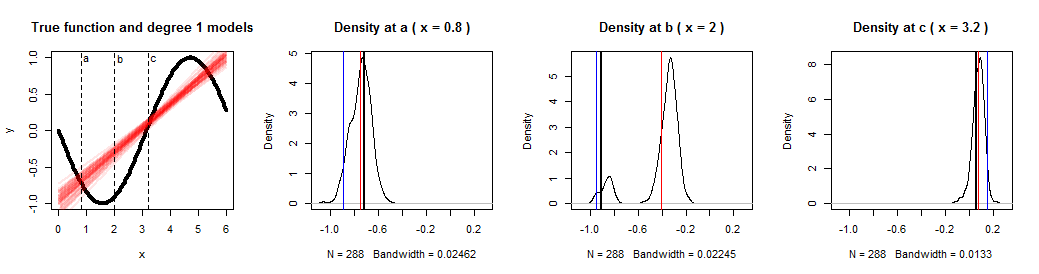 True function and degree 1 models
Density at a ( x = 0.8 )
Density at b ( x = 2 )
Density at c ( x = 3.2 )
y
1.0
0.5
0.0
-0.5
-1.0
a
b
c
0 1 2 3 4 5 6
x
Density
5
4
3
2
1
0
-1.0 -0.6 -0.2 0.2
N = 288 Bandwidth = 0.02462
Density
5
4
3
2
1
0
-1.0 -0.6 -0.2 0.2
N = 288 Bandwidth = 0.02245
Density
8
6
4
2
0
-1.0 -0.6 -0.2 0.2
N = 288 Bandwidth = 0.0133